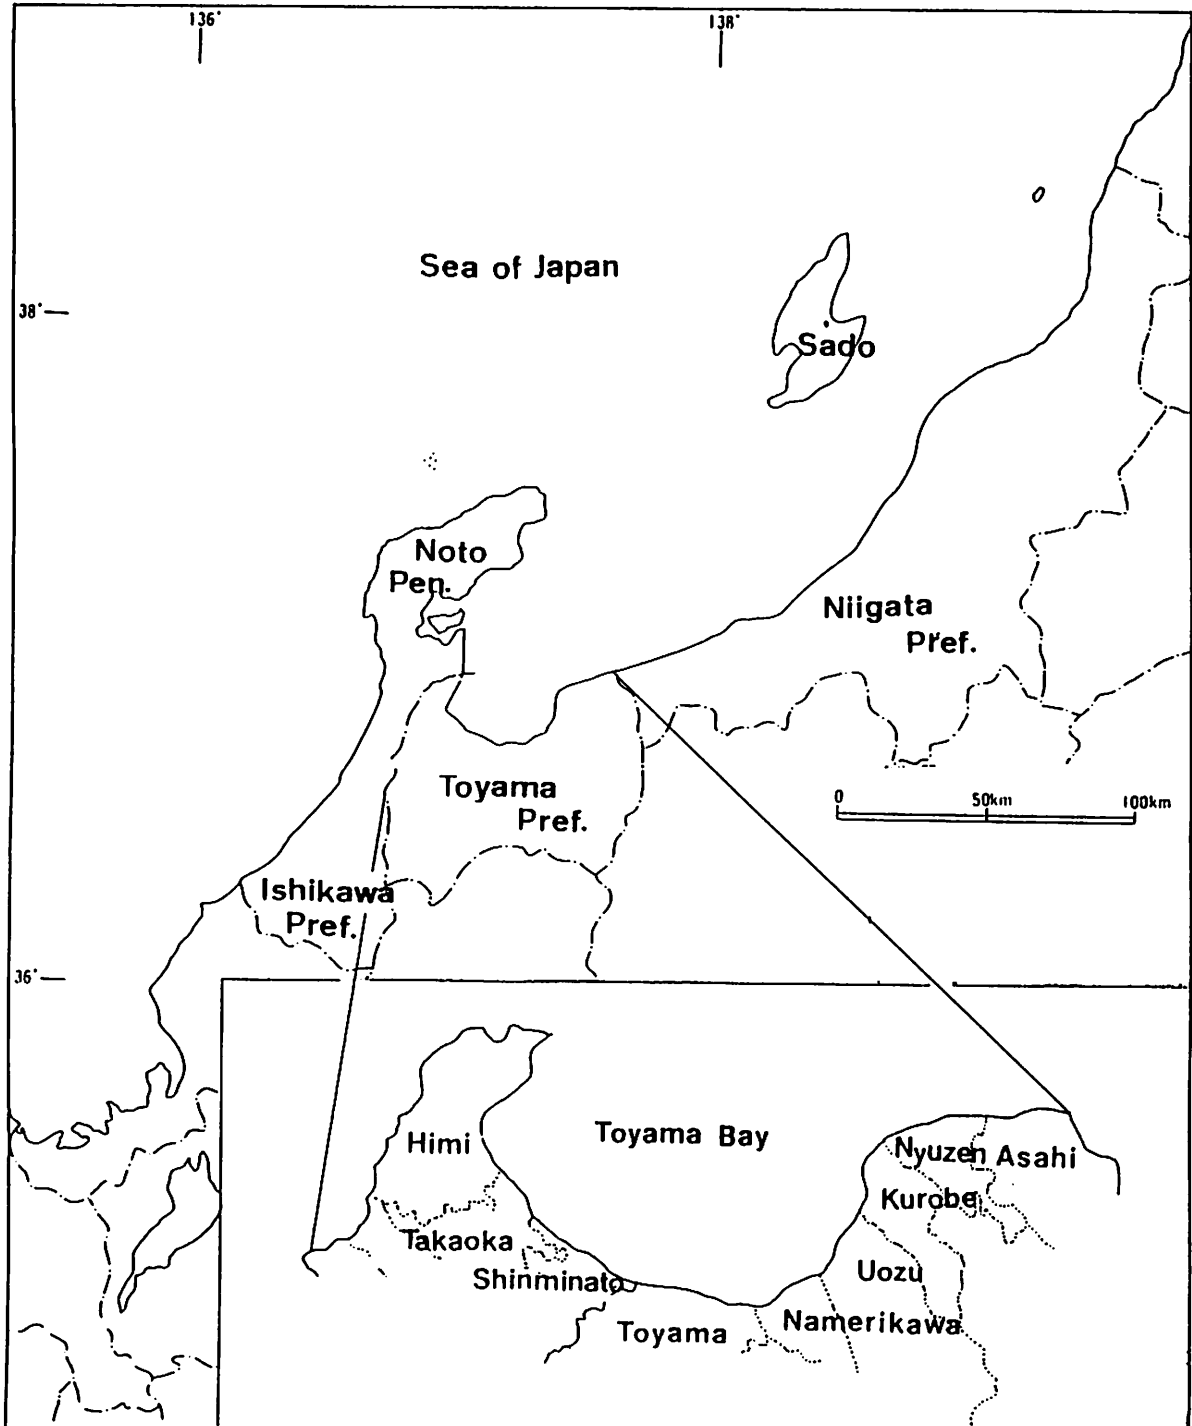 136°
138°
Sea of Japan
38°
Sado
Noto
Pen.
Niigata
Pref.
Toyama
Pref.
0 50km 100km
Ishikawa
Pref.
36°
Himi
Toyama Bay
Nyuzen Asahi
Kurobe
Takaoka
Shinminato
Uozu
Toyama
Namerikawa